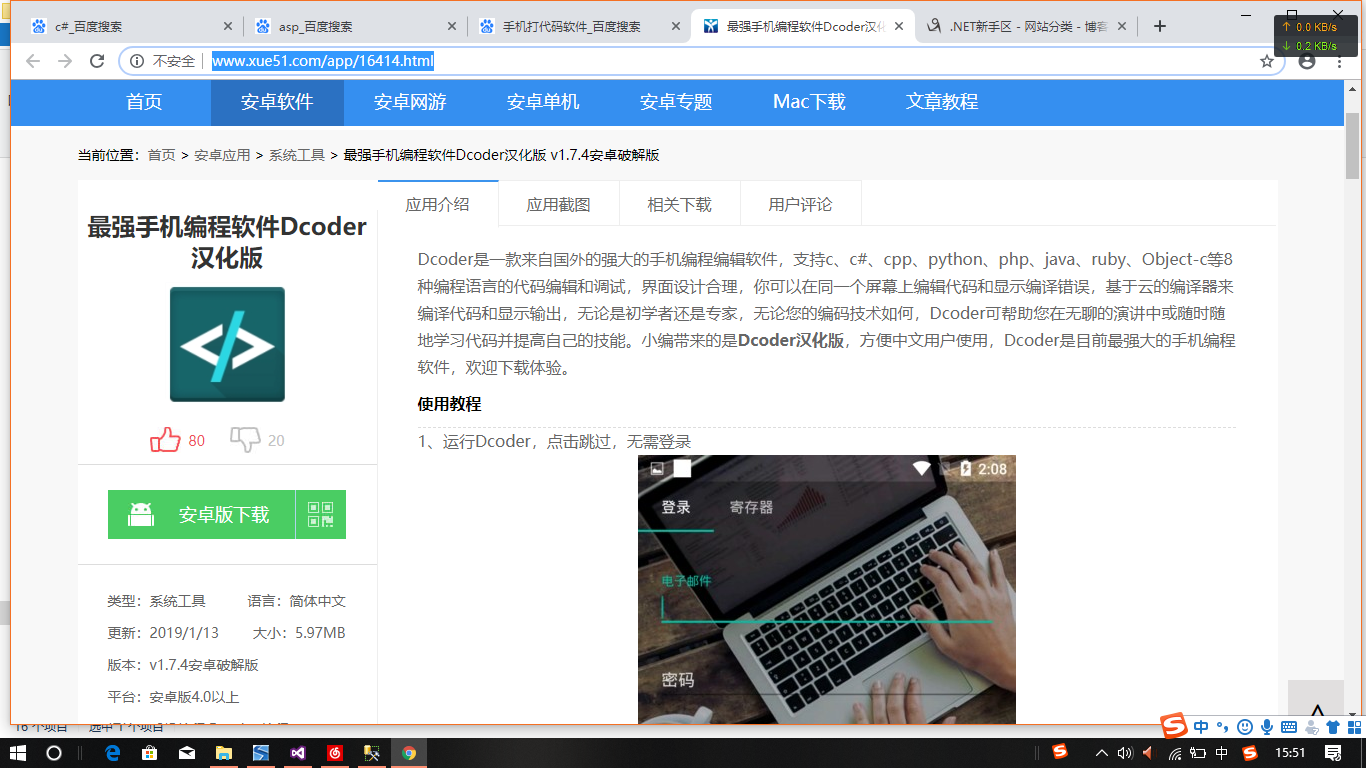 c#_百度搜索
asp_百度搜索
手机打代码软件_百度搜索
最强手机编程软件Dcoder汉化
.NET新手区 - 网站分类 - 博客
0.0 KB/s
0.2 KB/s
不安全 | www.xue51.com/app/16414.html
首页
安卓软件
安卓网游
安卓单机
安卓专题
Mac下载
文章教程
当前位置：首页 > 安卓应用 > 系统工具 > 最强手机编程软件Dcoder汉化版 v1.7.4安卓破解版
最强手机编程软件Dcoder
汉化版
80
20
安卓版下载
类型：系统工具
语言：简体中文
更新：2019/1/13
大小：5.97MB
版本：v1.7.4安卓破解版
平台：安卓版4.0以上
应用介绍
应用截图
相关下载
用户评论
Dcoder是一款来自国外的强大的手机编程编辑软件，支持c、c#、cpp、python、php、java、ruby、Object-c等8
种编程语言的代码编辑和调试，界面设计合理，你可以在同一个屏幕上编辑代码和显示编译错误，基于云的编译器来
编译代码和显示输出，无论是初学者还是专家，无论您的编码技术如何，Dcoder可帮助您在无聊的演讲中或随时随
地学习代码并提高自己的技能。小编带来的是Dcoder汉化版，方便中文用户使用，Dcoder是目前最强大的手机编程
软件，欢迎下载体验。
使用教程
1、运行Dcoder，点击跳过，无需登录
2:08
登录
寄存器
电子邮件
密码
16 个项目
选中 1 个项目
中
中
15:51